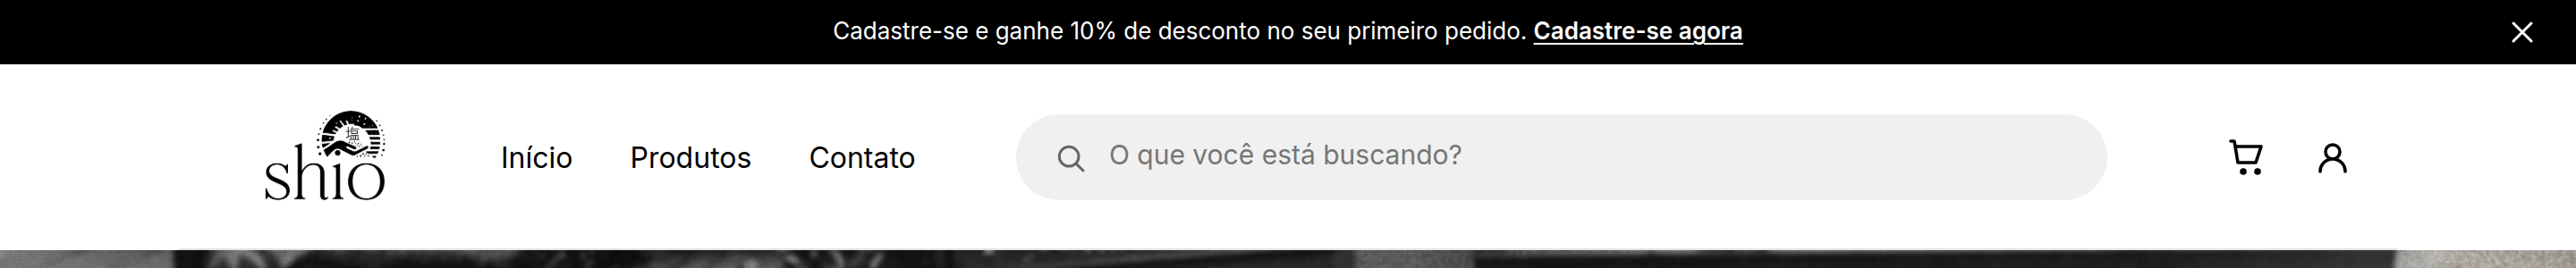 Cadastre-se e ganhe 10% de desconto no seu primeiro pedido. Cadastre-se agora
塩
shio
Início
Produtos
Contato
O que você está buscando?